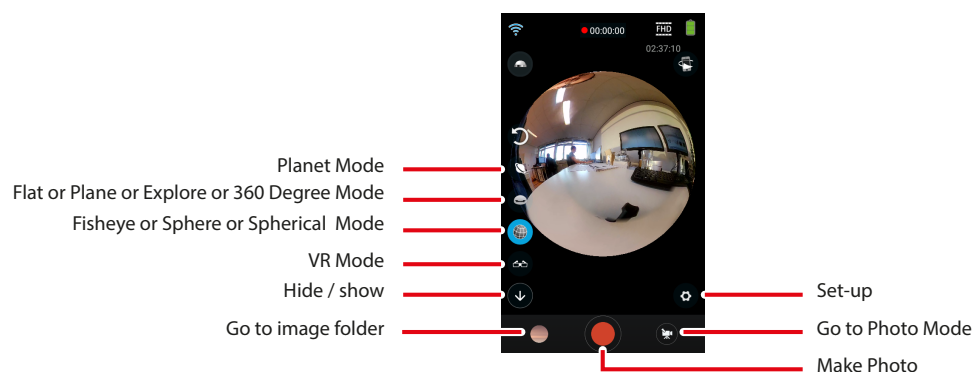 00:00:00
FHD
02:37:10
Planet Mode
Flat or Plane or Explore or 360 Degree Mode
Fisheye or Sphere or Spherical Mode
VR Mode
Hide / show
Set-up
Go to image folder
Go to Photo Mode
Make Photo